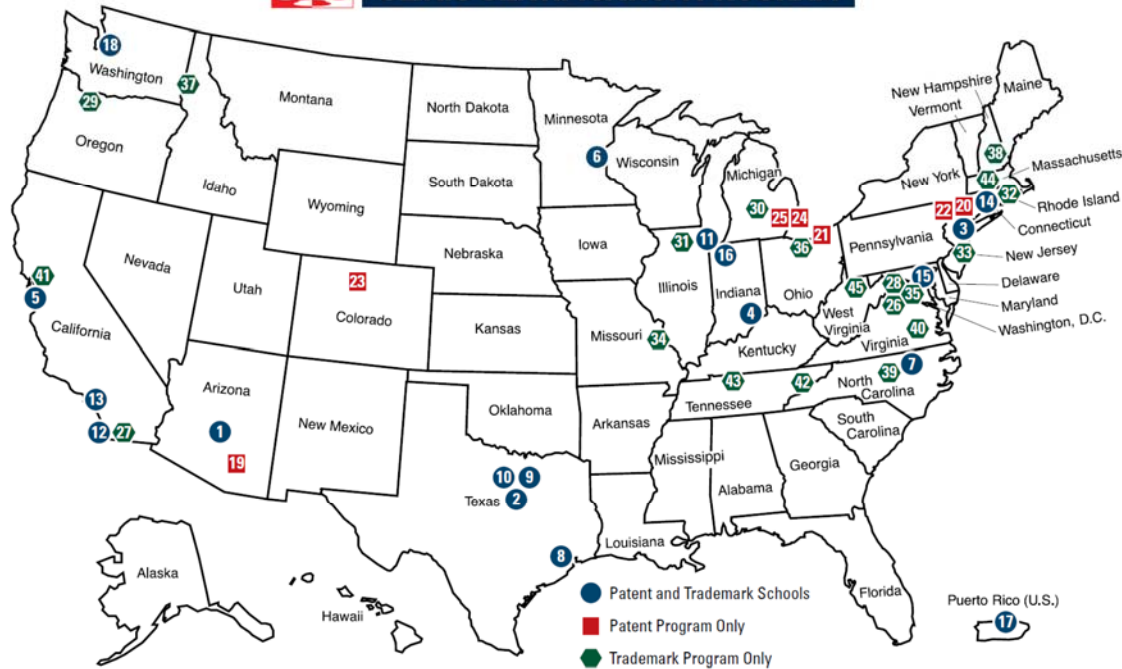 18
Washington
37
29
Oregon
Montana
Idaho
Wyoming
North Dakota
South Dakota
Nebraska
Minnesota
6
Wisconsin
Iowa
Michigan
30
25
24
21
31
11
16
36
Illinois
Indiana
4
Ohio
Nevada
Utah
23
Colorado
Kansas
Missouri
34
41
5
California
13
12
27
Arizona
1
19
New Mexico
Oklahoma
Arkansas
10
9
Texas
2
8
Louisiana
Mississippi
Alabama
Georgia
Florida
Kentucky
43
42
Tennessee
39
7
North
Carolina
South
Carolina
West
Virginia
45
28
35
26
15
40
Virginia
Pennsylvania
New York
22
20
14
3
33
44
32
38
New Hampshire
Vermont
Maine
Massachusetts
Rhode Island
Connecticut
New Jersey
Delaware
Maryland
Washington, D.C.
Alaska
Hawaii
Puerto Rico (U.S.)
17
Patent and Trademark Schools
Patent Program Only
Trademark Program Only